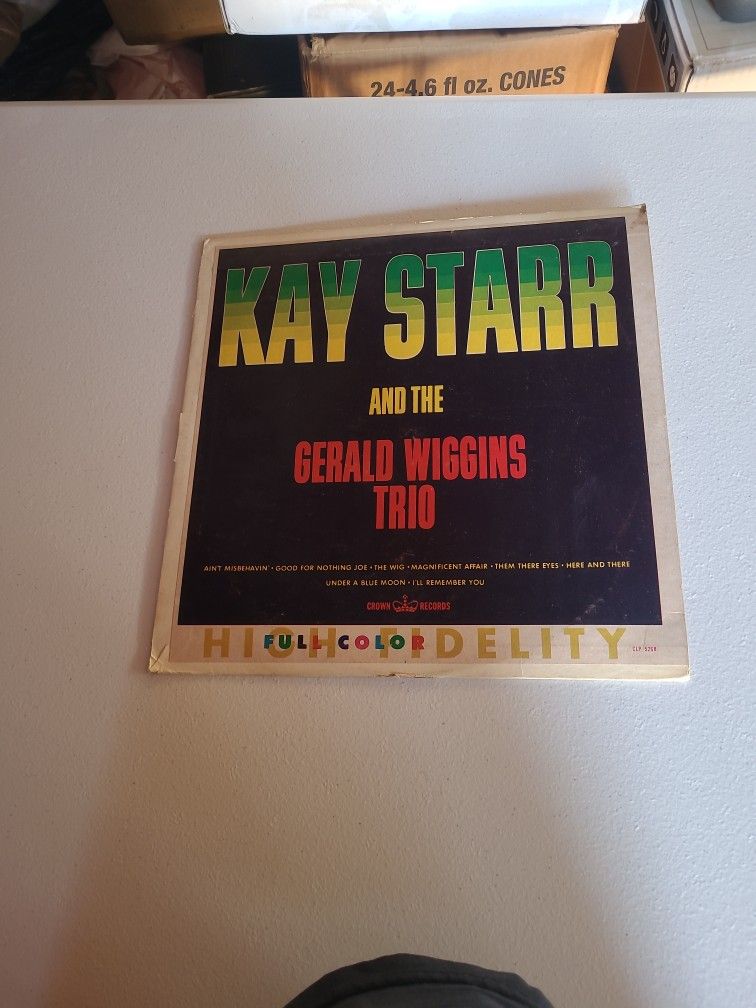 24-4.6 fl oz. CONES
KAY STARR
AND THE
GERALD WIGGINS
TRIO
AIN'T MISBEHAVIN' • GOOD FOR NOTHING JOE • THE WIG • MAGNIFICENT AFFAIR • THEM THERE EYES • HERE AND THERE
UNDER A BLUE MOON • I'LL REMEMBER YOU
CROWN RECORDS
HIGH FIDELITY
FULL COLOR